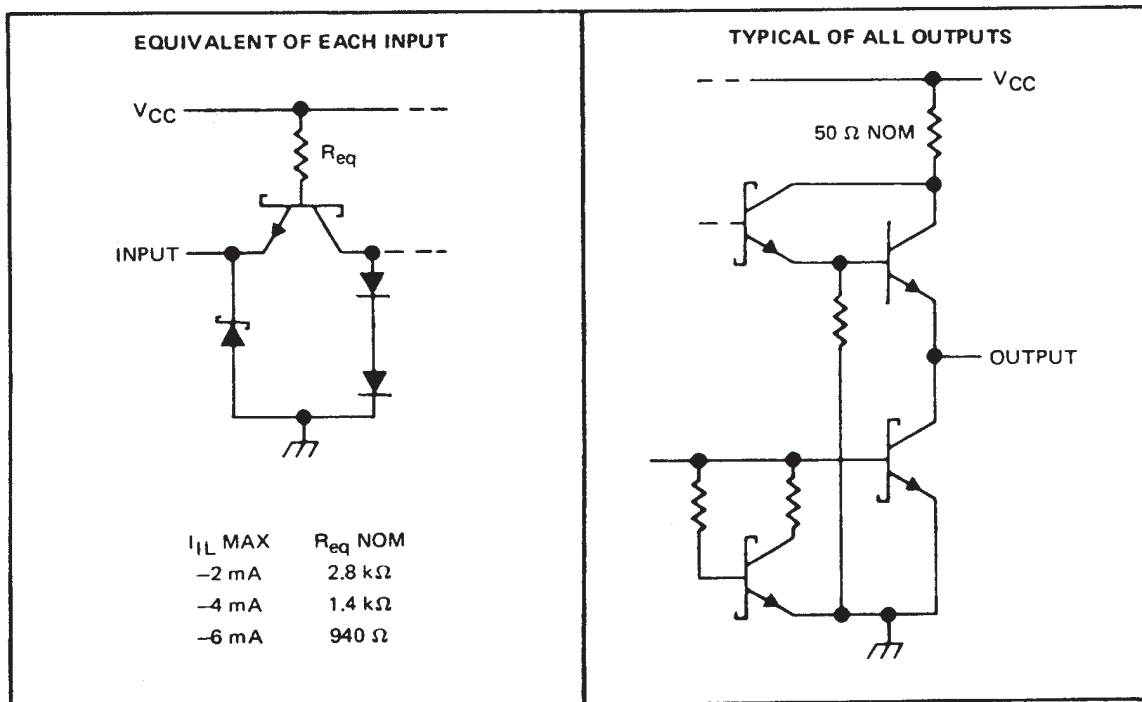 EQUIVALENT OF EACH INPUT
VCC
Req
INPUT
IIL MAX Req NOM
–2 mA 2.8 kΩ
–4 mA 1.4 kΩ
–6 mA 940 Ω
TYPICAL OF ALL OUTPUTS
VCC
50 Ω NOM
OUTPUT